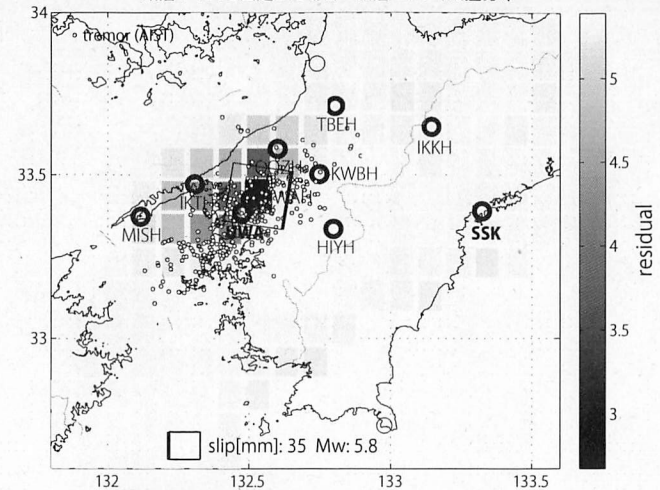 34
tremor (AIST)
5
TBEH
IKKH
4.5
33.5
KWBH
IKTH
MISH
UWA
HIYH
SSK
4
residual
33
3.5
3
slip[mm]: 35 Mw: 5.8
132
132.5
133
133.5